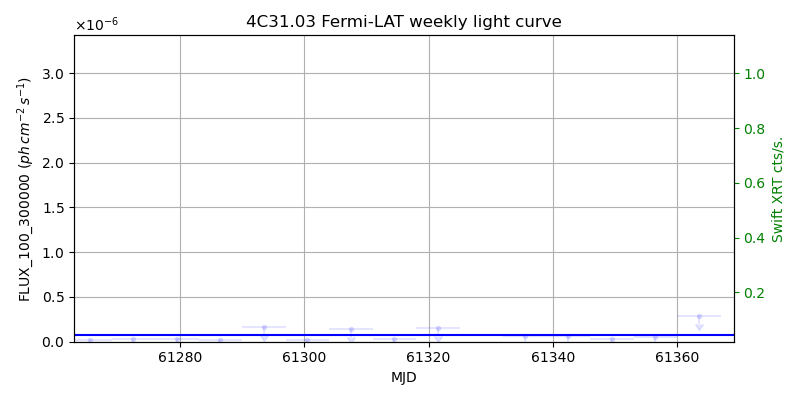 4C31.03 Fermi-LAT weekly light curve
×10⁻⁶
3.0
2.5
2.0
1.5
1.0
0.5
0.0
FLUX_100_300000 (ph cm⁻² s⁻¹)
1.0
0.8
0.6
0.4
0.2
Swift XRT cts/s.
61280 61300 61320 61340 61360
MJD